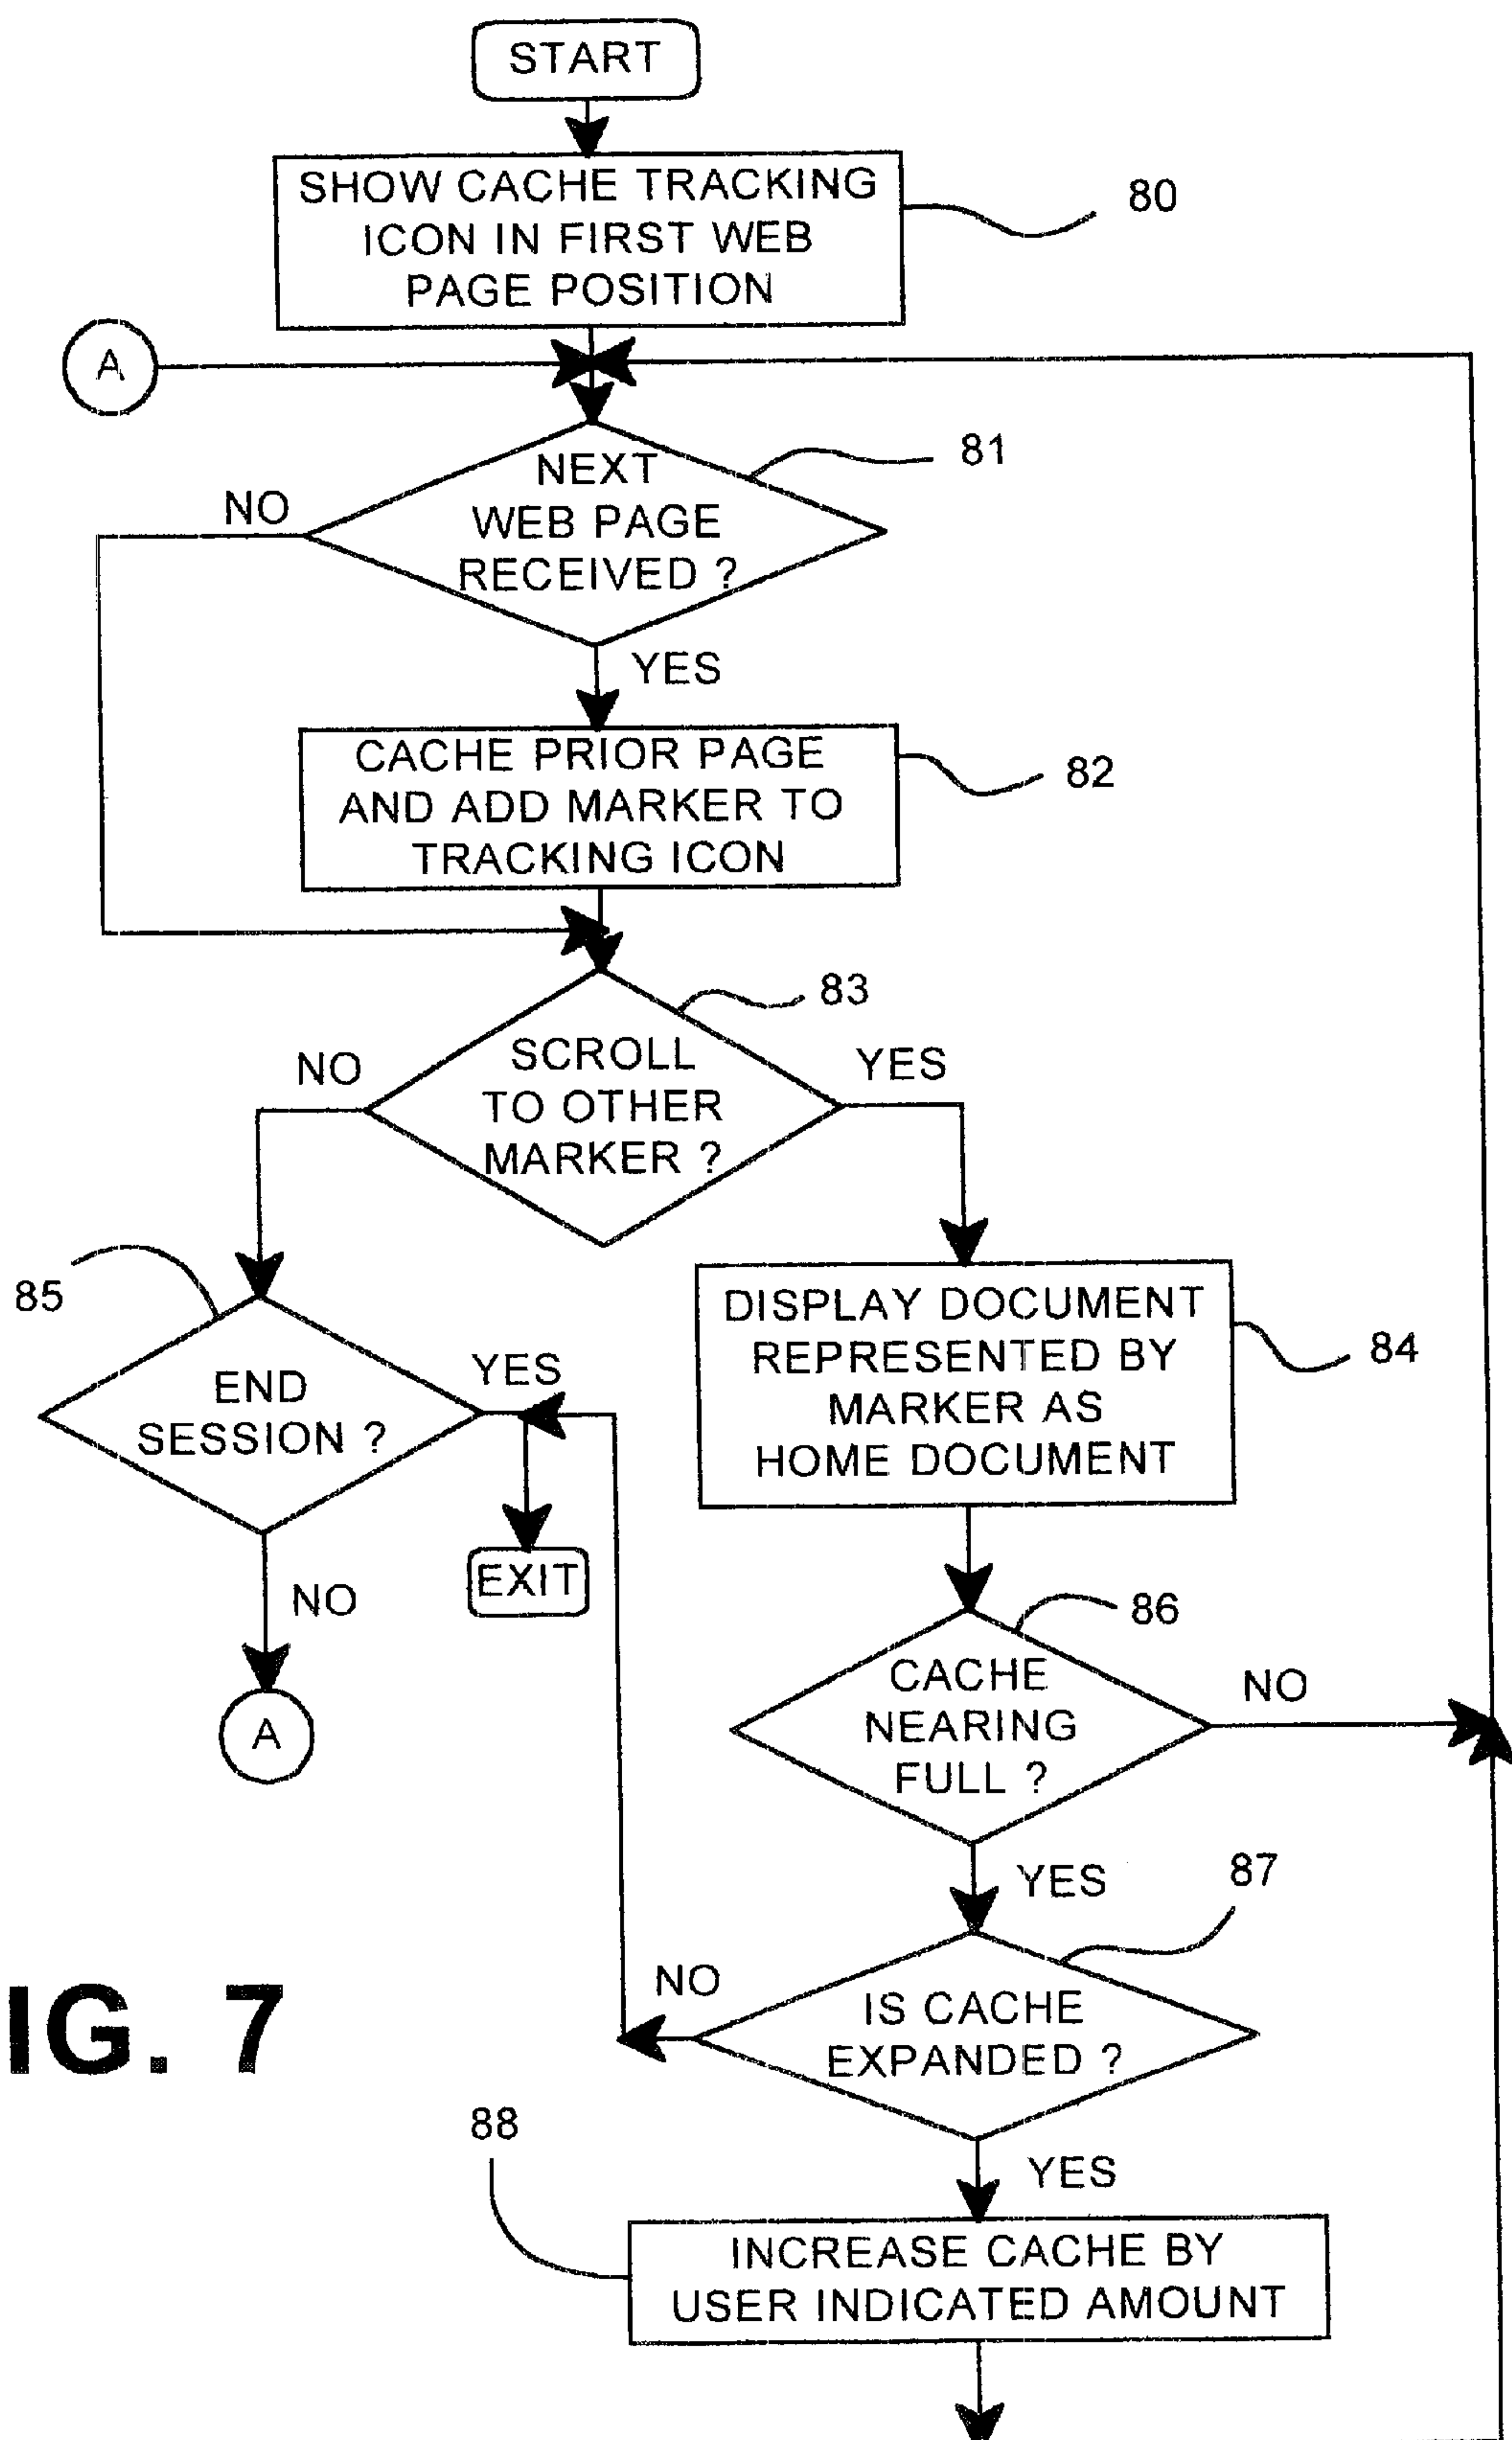 START
SHOW CACHE TRACKING
ICON IN FIRST WEB
PAGE POSITION
80
A
NEXT
WEB PAGE
RECEIVED ?
81
NO
YES
CACHE PRIOR PAGE
AND ADD MARKER TO
TRACKING ICON
82
SCROLL
TO OTHER
MARKER ?
83
NO
YES
85
END
SESSION ?
YES
EXIT
NO
A
DISPLAY DOCUMENT
REPRESENTED BY
MARKER AS
HOME DOCUMENT
84
86
CACHE
NEARING
FULL ?
NO
YES
87
IS CACHE
EXPANDED ?
NO
YES
88
INCREASE CACHE BY
USER INDICATED AMOUNT
IG. 7